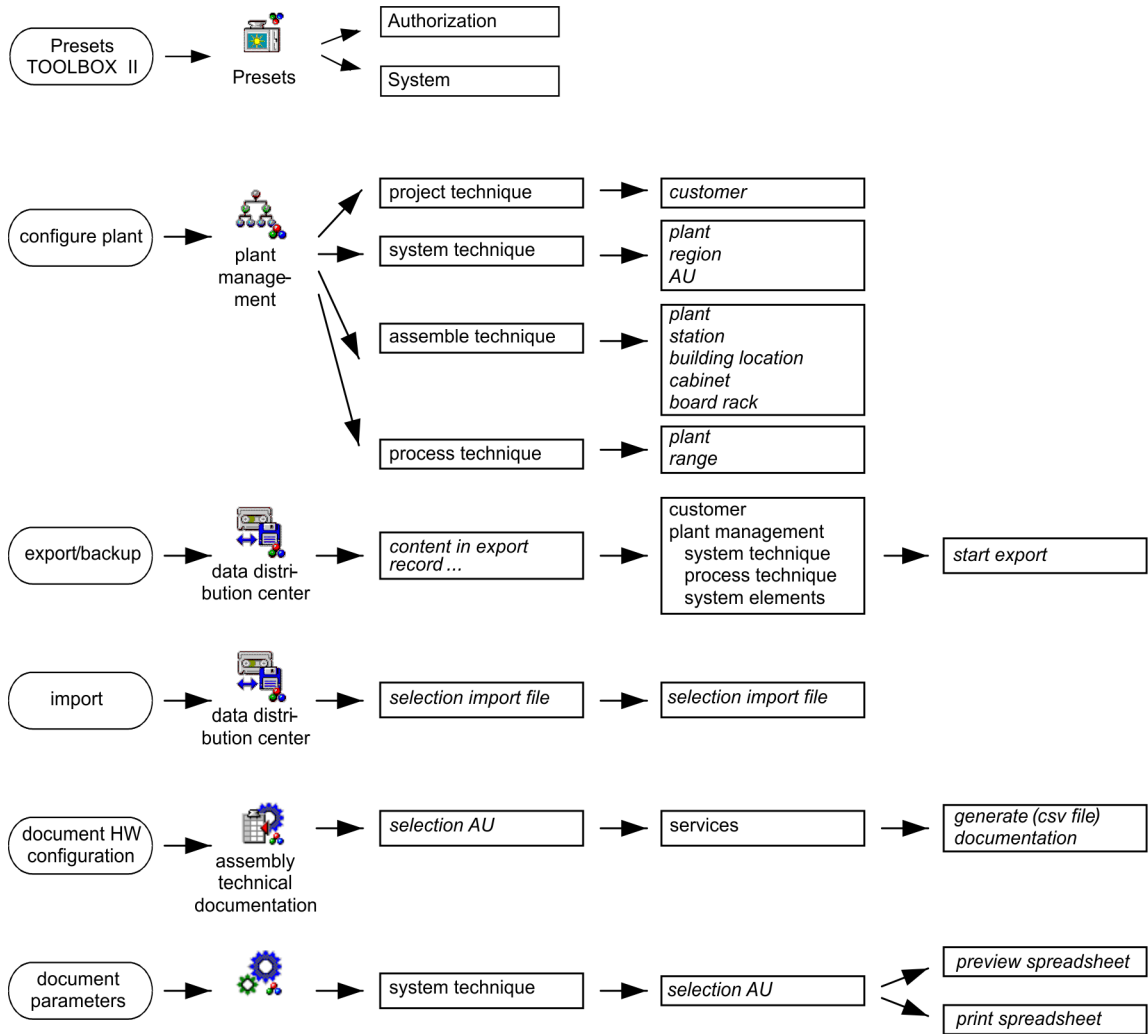 Presets
TOOLBOX II
Presets
Authorization
System
configure plant
plant
manage-
ment
project technique
customer
system technique
plant
region
AU
assemble technique
plant
station
building location
cabinet
board rack
process technique
plant
range
export/backup
data distri-
bution center
content in export
record ...
customer
plant management
system technique
process technique
system elements
start export
import
data distri-
bution center
selection import file
selection import file
document HW
configuration
assembly
technical
documentation
selection AU
services
generate (csv file)
documentation
document
parameters
system technique
selection AU
preview spreadsheet
print spreadsheet